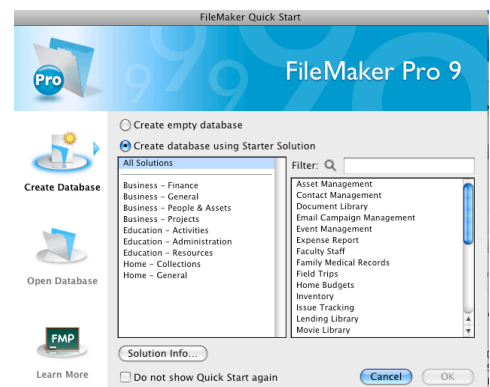 FileMaker Quick Start
Pro
9 9 9
FileMaker Pro 9
Create Database
Open Database
FMP
Learn More
Create empty database
Create database using Starter Solution
All Solutions
Business – Finance
Business – General
Business – People & Assets
Business – Projects
Education – Activities
Education – Administration
Education – Resources
Home – Collections
Home – General
Filter:
Asset Management
Contact Management
Document Library
Email Campaign Management
Event Management
Expense Report
Faculty Staff
Family Medical Records
Field Trips
Home Budgets
Inventory
Issue Tracking
Lending Library
Movie Library
Solution Info...
Do not show Quick Start again
Cancel
OK